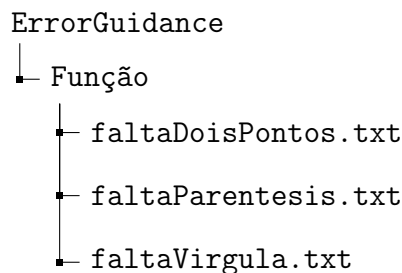 ErrorGuidance
Função
faltaDoisPontos.txt
faltaParentesis.txt
faltaVirgula.txt